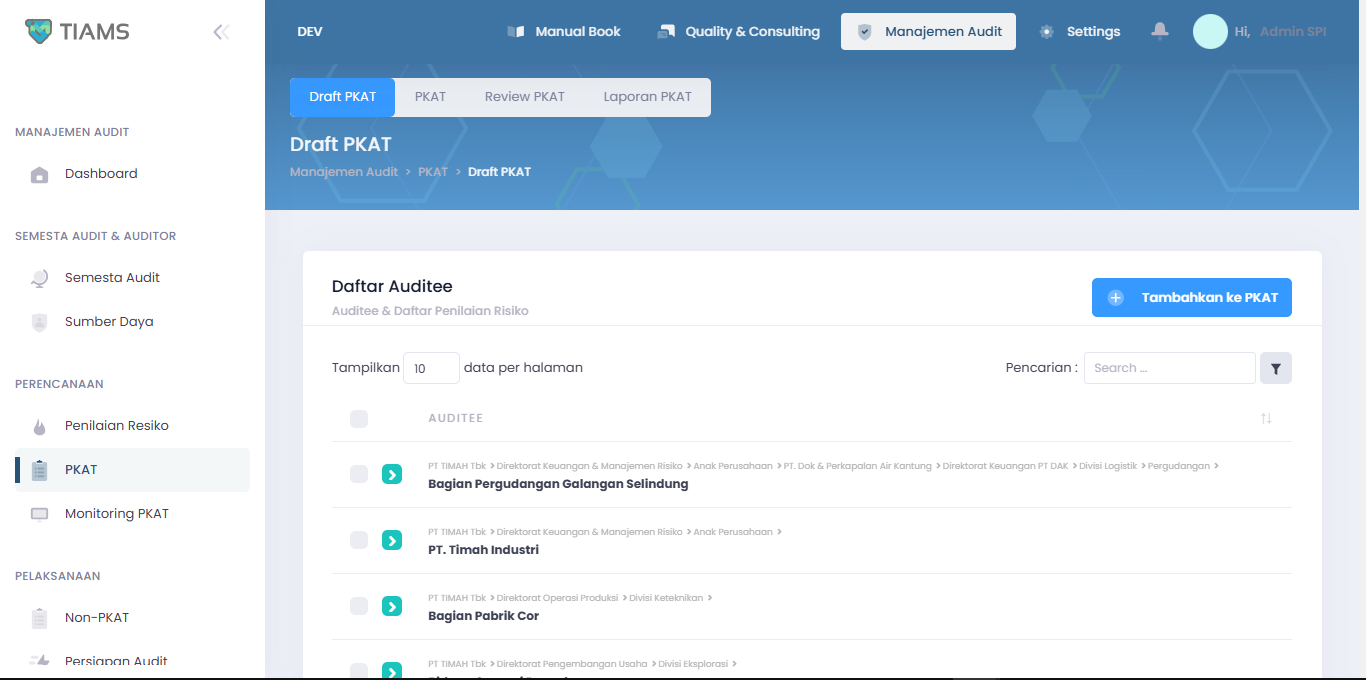 TIAMS
DEV
Manual Book
Quality & Consulting
Manajemen Audit
Settings
Hi, Admin SPI
Draft PKAT
PKAT
Review PKAT
Laporan PKAT
Draft PKAT
Manajemen Audit > PKAT > Draft PKAT
MANAJEMEN AUDIT
Dashboard
SEMESTA AUDIT & AUDITOR
Semesta Audit
Sumber Daya
PERENCANAAN
Penilaian Resiko
PKAT
Monitoring PKAT
PELAKSANAAN
Non-PKAT
Persiapan Audit
Daftar Auditee
Auditee & Daftar Penilaian Risiko
Tambahkan ke PKAT
Tampilkan 10 data per halaman
Pencarian : Search ...
AUDITEE
PT TIMAH Tbk > Direktorat Keuangan & Manajemen Risiko > Anak Perusahaan > PT. Dok & Perkapalan Air Kantung > Direktorat Keuangan PT DAK > Divisi Logistik > Pergudangan >
Bagian Pergudangan Galangan Selindung
PT TIMAH Tbk > Direktorat Keuangan & Manajemen Risiko > Anak Perusahaan >
PT. Timah Industri
PT TIMAH Tbk > Direktorat Operasi Produksi > Divisi Keteknikan >
Bagian Pabrik Cor
PT TIMAH Tbk > Direktorat Pengembangan Usaha > Divisi Eksplorasi >